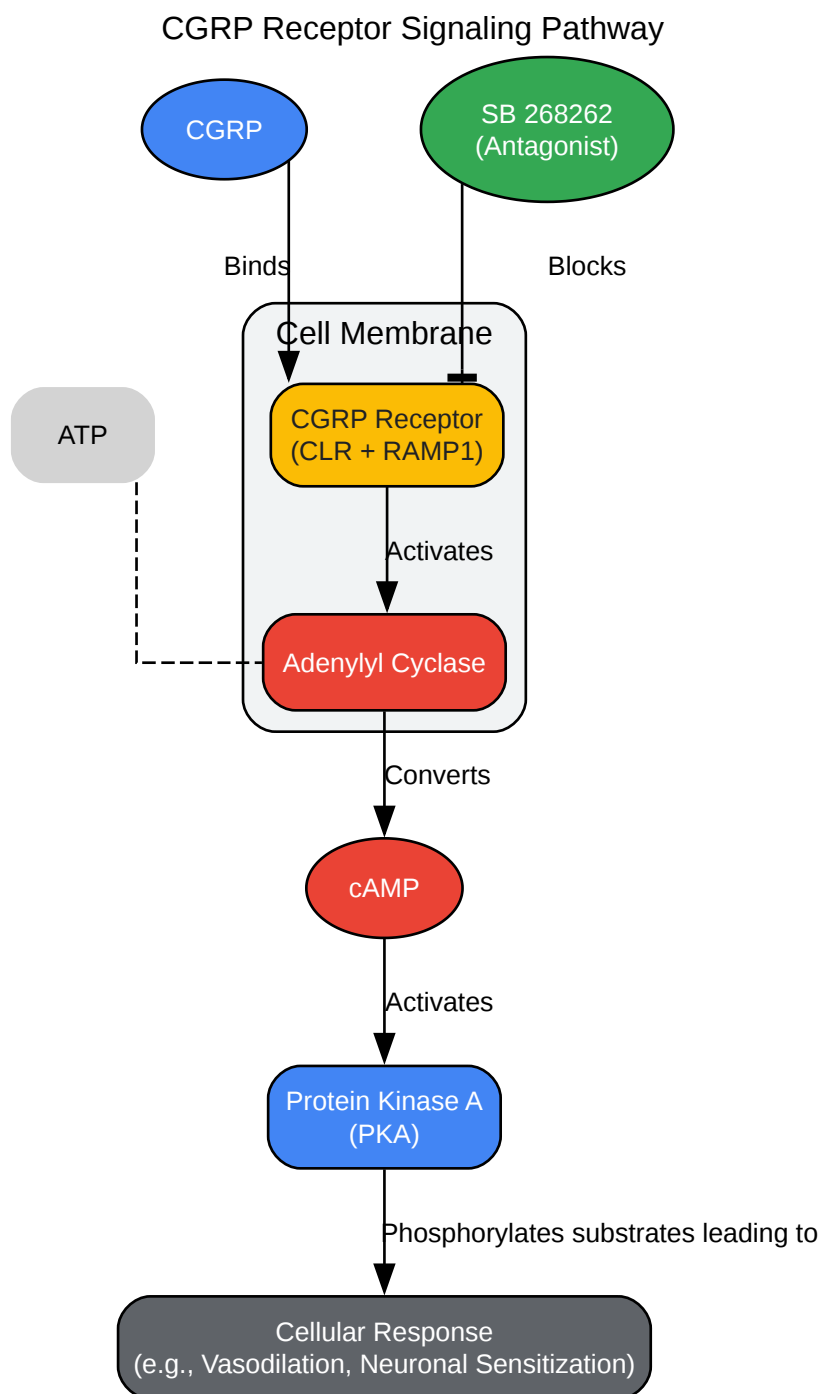 CGRP Receptor Signaling Pathway
CGRP
SB 268262
(Antagonist)
Binds
Blocks
Cell Membrane
ATP
CGRP Receptor
(CLR + RAMP1)
Activates
Adenylyl Cyclase
Converts
cAMP
Activates
Protein Kinase A
(PKA)
Phosphorylates substrates leading to
Cellular Response
(e.g., Vasodilation, Neuronal Sensitization)